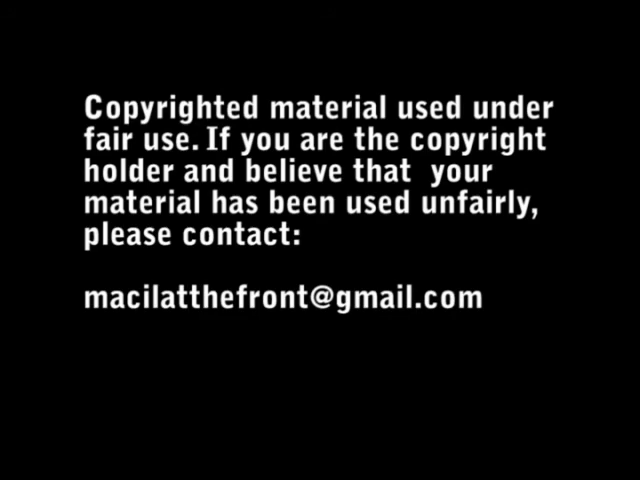 Copyrighted material used under
fair use. If you are the copyright
holder and believe that  your
material has been used unfairly,
please contact:
macilatthefront@gmail.com